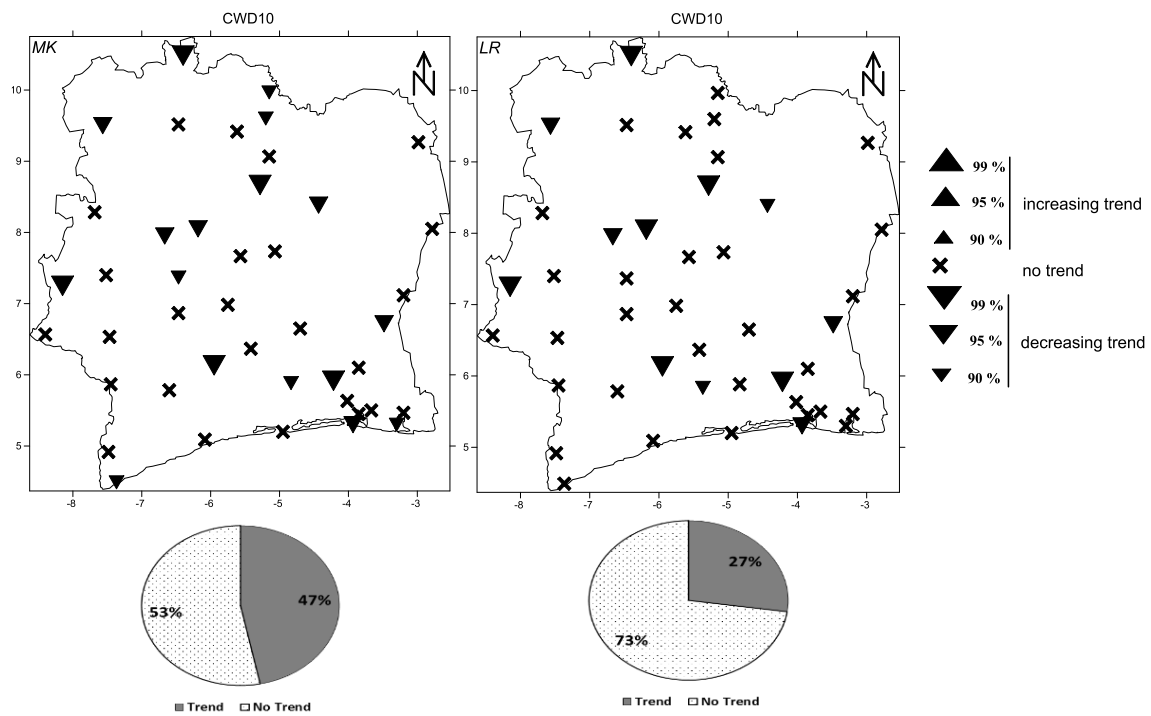 CWD10
CWD10
MK
LR
N
N
10
9
8
7
6
5
10
9
8
7
6
5
-8 -7 -6 -5 -4 -3
-8 -7 -6 -5 -4 -3
99 %
95 % increasing trend
90 %
no trend
99 %
95 % decreasing trend
90 %
53% 47%
27%
73%
Trend No Trend
Trend No Trend